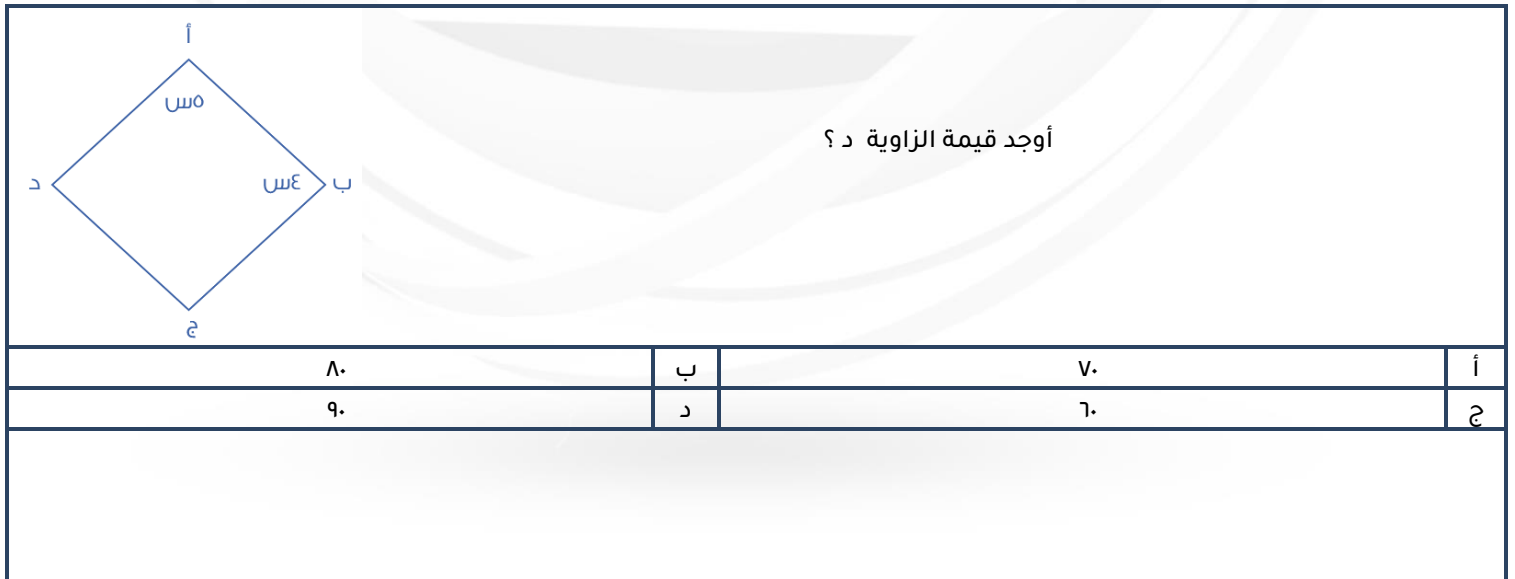 أ
٥س
أوجد قيمة الزاوية د ؟
ب
٤س
د
ج
أ ٧٠ ب ٨٠
ج ٦٠ د ٩٠